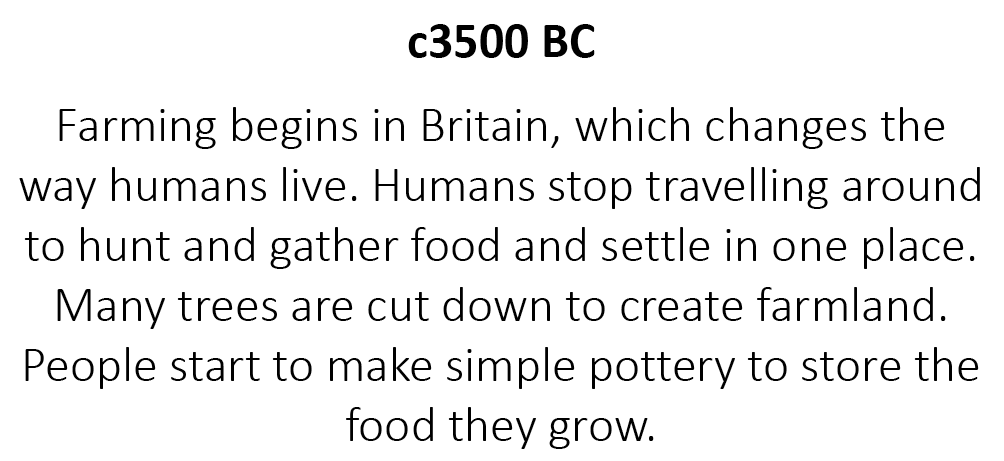 c3500 BC
Farming begins in Britain, which changes the
way humans live. Humans stop travelling around
to hunt and gather food and settle in one place.
Many trees are cut down to create farmland.
People start to make simple pottery to store the
food they grow.